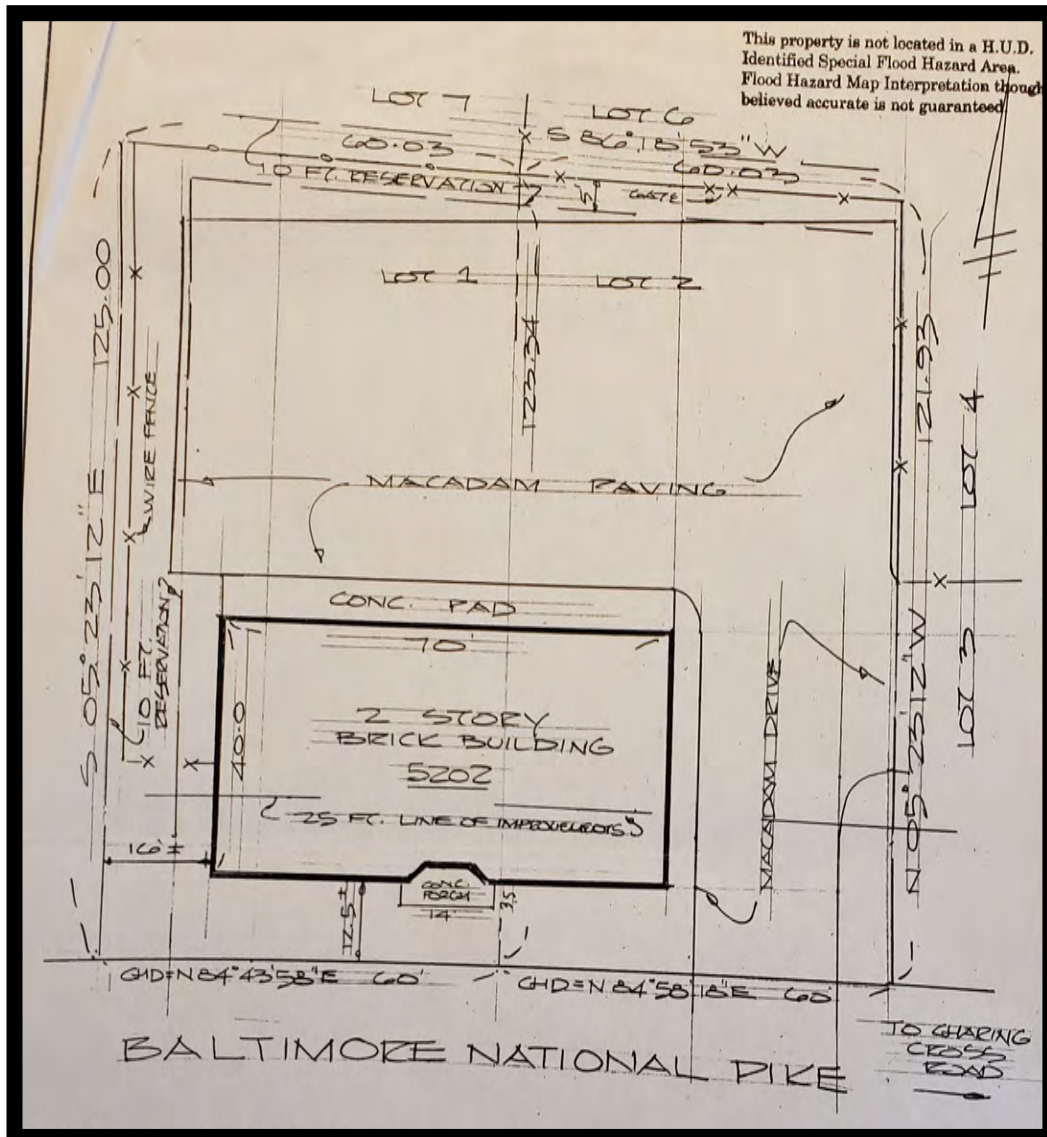 This property is not located in a H.U.D.
Identified Special Flood Hazard Area.
Flood Hazard Map Interpretation though
believed accurate is not guaranteed
LOT 7
LOT 6
S 86° 18' 53" W
60.03
60.03
10 FT. RESERVATION
5'
GATE
LOT 1
LOT 2
S 05° 23' 12" E 125.00
WIRE FENCE
123.34
121.93
LOT 4
MACADAM PAVING
10 FT.
RESERVATION
CONC. PAD
70'
40.0
2 STORY
BRICK BUILDING
5202
25 FT. LINE OF IMPROVEMENTS
MACADAM DRIVE
N 05° 23' 12" W
LOT 3
16' ±
CONC.
PORCH
14'
3.5
12.5 ±
CHD=N 84° 43' 58" E 60'
CHD=N 84° 58' 18" E 60'
BALTIMORE NATIONAL PIKE
TO CHARING
CROSS
ROAD